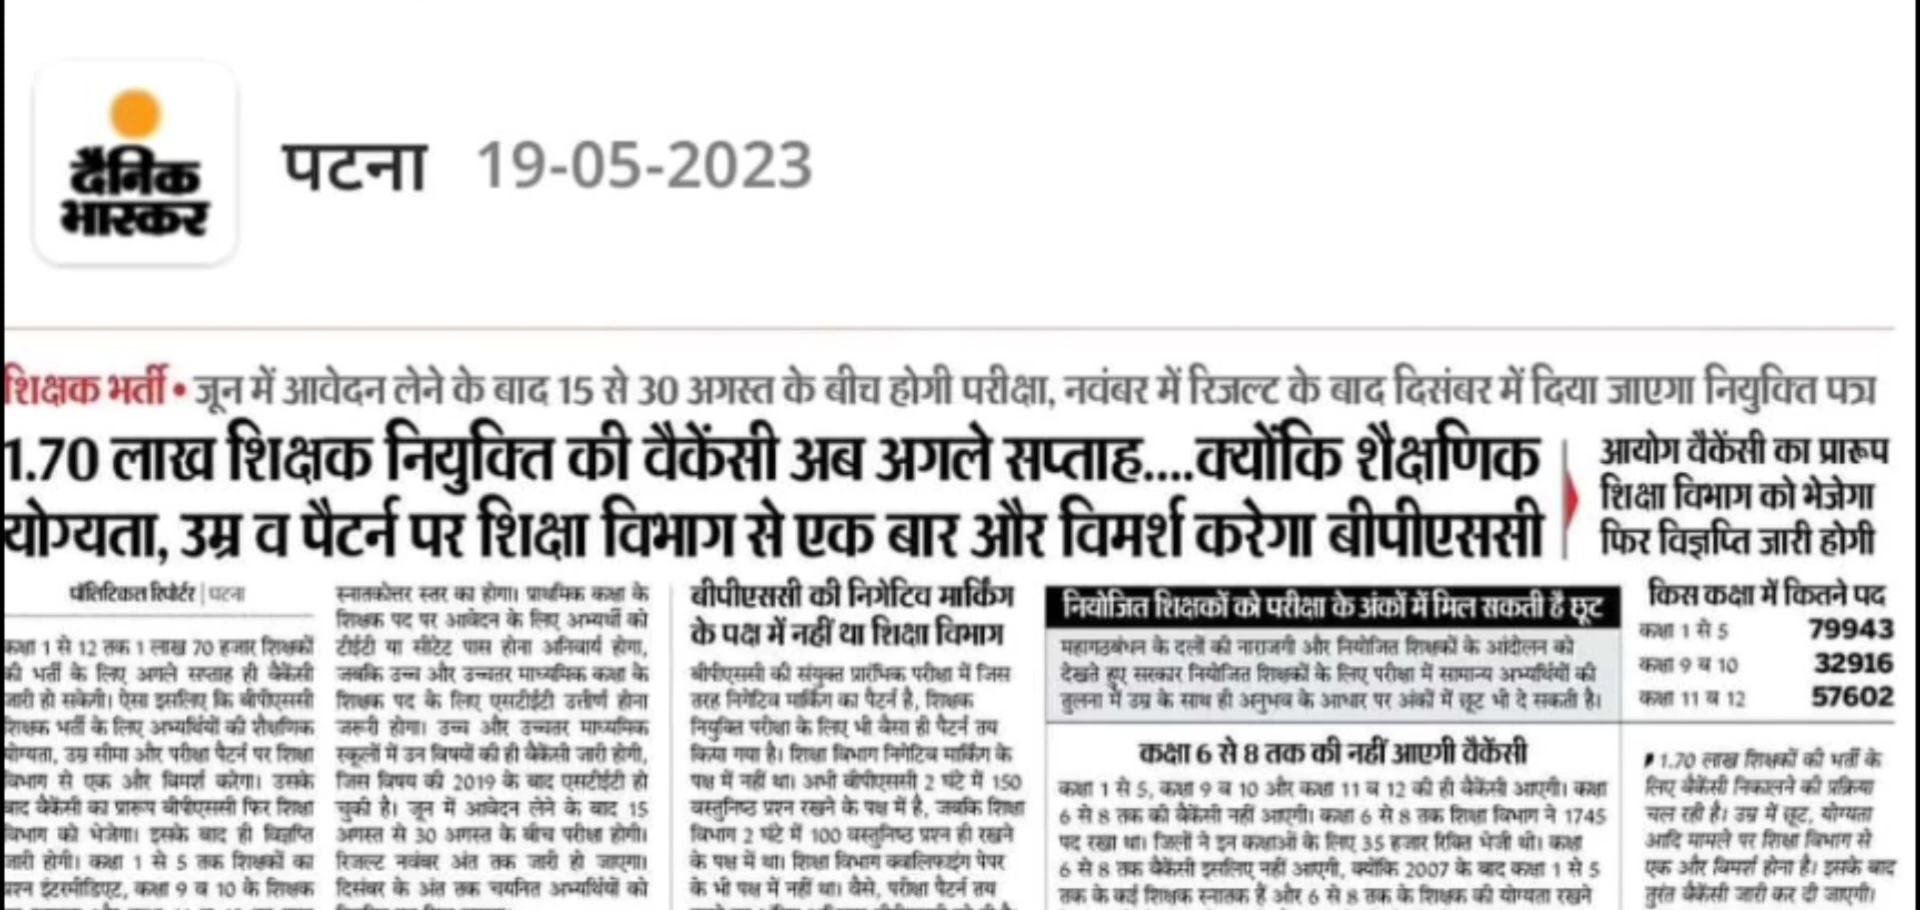 दैनिक
भास्कर
पटना 19-05-2023
शिक्षक भर्ती • जून में आवेदन लेने के बाद 15 से 30 अगस्त के बीच होगी परीक्षा, नवंबर में रिजल्ट के बाद दिसंबर में दिया जाएगा नियुक्ति पत्र
1.70 लाख शिक्षक नियुक्ति की वैकेंसी अब अगले सप्ताह....क्योंकि शैक्षणिक
योग्यता, उम्र व पैटर्न पर शिक्षा विभाग से एक बार और विमर्श करेगा बीपीएससी
आयोग वैकेंसी का प्रारूप
शिक्षा विभाग को भेजेगा
फिर विज्ञप्ति जारी होगी
पॉलिटिकल रिपोर्टर | पटना
कक्षा 1 से 12 तक 1 लाख 70 हजार शिक्षकों
की भर्ती के लिए अगले सप्ताह ही वैकेंसी
जारी हो सकेगी। ऐसा इसलिए कि बीपीएससी
शिक्षक भर्ती के लिए अभ्यर्थियों की शैक्षणिक
योग्यता, उम्र सीमा और परीक्षा पैटर्न पर शिक्षा
विभाग से एक और विमर्श करेगा। उसके
बाद वैकेंसी का प्रारूप बीपीएससी फिर शिक्षा
विभाग को भेजेगा। इसके बाद ही विज्ञप्ति
जारी होगी। कक्षा 1 से 5 तक शिक्षकों का
प्रश्न इंटरमीडिएट, कक्षा 9 व 10 के शिक्षक
स्नातकोत्तर स्तर का होगा। प्राथमिक कक्षा के
शिक्षक पद पर आवेदन के लिए अभ्यर्थी को
टीईटी या सीटेट पास होना अनिवार्य होगा,
जबकि उच्च और उच्चतर माध्यमिक कक्षा के
शिक्षक पद के लिए एसटीईटी उत्तीर्ण होना
जरूरी होगा। उच्च और उच्चतर माध्यमिक
स्कूलों में उन विषयों की ही वैकेंसी जारी होगी,
जिस विषय की 2019 के बाद एसटीईटी हो
चुकी है। जून में आवेदन लेने के बाद 15
अगस्त से 30 अगस्त के बीच परीक्षा होगी।
रिजल्ट नवंबर अंत तक जारी हो जाएगा।
दिसंबर के अंत तक चयनित अभ्यर्थियों को
बीपीएससी की निगेटिव मार्किंग
के पक्ष में नहीं था शिक्षा विभाग
बीपीएससी की संयुक्त प्रारंभिक परीक्षा में जिस
तरह निगेटिव मार्किंग का पैटर्न है, शिक्षक
नियुक्ति परीक्षा के लिए भी वैसा ही पैटर्न तय
किया गया है। शिक्षा विभाग निगेटिव मार्किंग के
पक्ष में नहीं था। अभी बीपीएससी 2 घंटे में 150
वस्तुनिष्ठ प्रश्न रखने के पक्ष में है, जबकि शिक्षा
विभाग 2 घंटे में 100 वस्तुनिष्ठ प्रश्न ही रखने
के पक्ष में था। शिक्षा विभाग क्वालिफाइंग पेपर
के भी पक्ष में नहीं था। वैसे, परीक्षा पैटर्न तय
नियोजित शिक्षकों को परीक्षा के अंकों में मिल सकती है छूट
महागठबंधन के दलों की नाराजगी और नियोजित शिक्षकों के आंदोलन को
देखते हुए सरकार नियोजित शिक्षकों के लिए परीक्षा में सामान्य अभ्यर्थियों की
तुलना में उम्र के साथ ही अनुभव के आधार पर अंकों में छूट भी दे सकती है।
कक्षा 6 से 8 तक की नहीं आएगी वैकेंसी
कक्षा 1 से 5, कक्षा 9 व 10 और कक्षा 11 व 12 की ही वैकेंसी आएगी। कक्षा
6 से 8 तक की वैकेंसी नहीं आएगी। कक्षा 6 से 8 तक शिक्षा विभाग ने 1745
पद रखा था। जिलों ने इन कक्षाओं के लिए 35 हजार रिक्ति भेजी थी। कक्षा
6 से 8 तक वैकेंसी इसलिए नहीं आएगी, क्योंकि 2007 के बाद कक्षा 1 से 5
तक के कई शिक्षक स्नातक हैं और 6 से 8 तक के शिक्षक की योग्यता रखने
किस कक्षा में कितने पद
कक्षा 1 से 5 79943
कक्षा 9 व 10 32916
कक्षा 11 व 12 57602
1.70 लाख शिक्षकों की भर्ती के
लिए वैकेंसी निकालने की प्रक्रिया
चल रही है। उम्र में छूट, योग्यता
आदि मामले पर शिक्षा विभाग से
एक और विमर्श होना है। इसके बाद
तुरंत वैकेंसी जारी कर दी जाएगी।